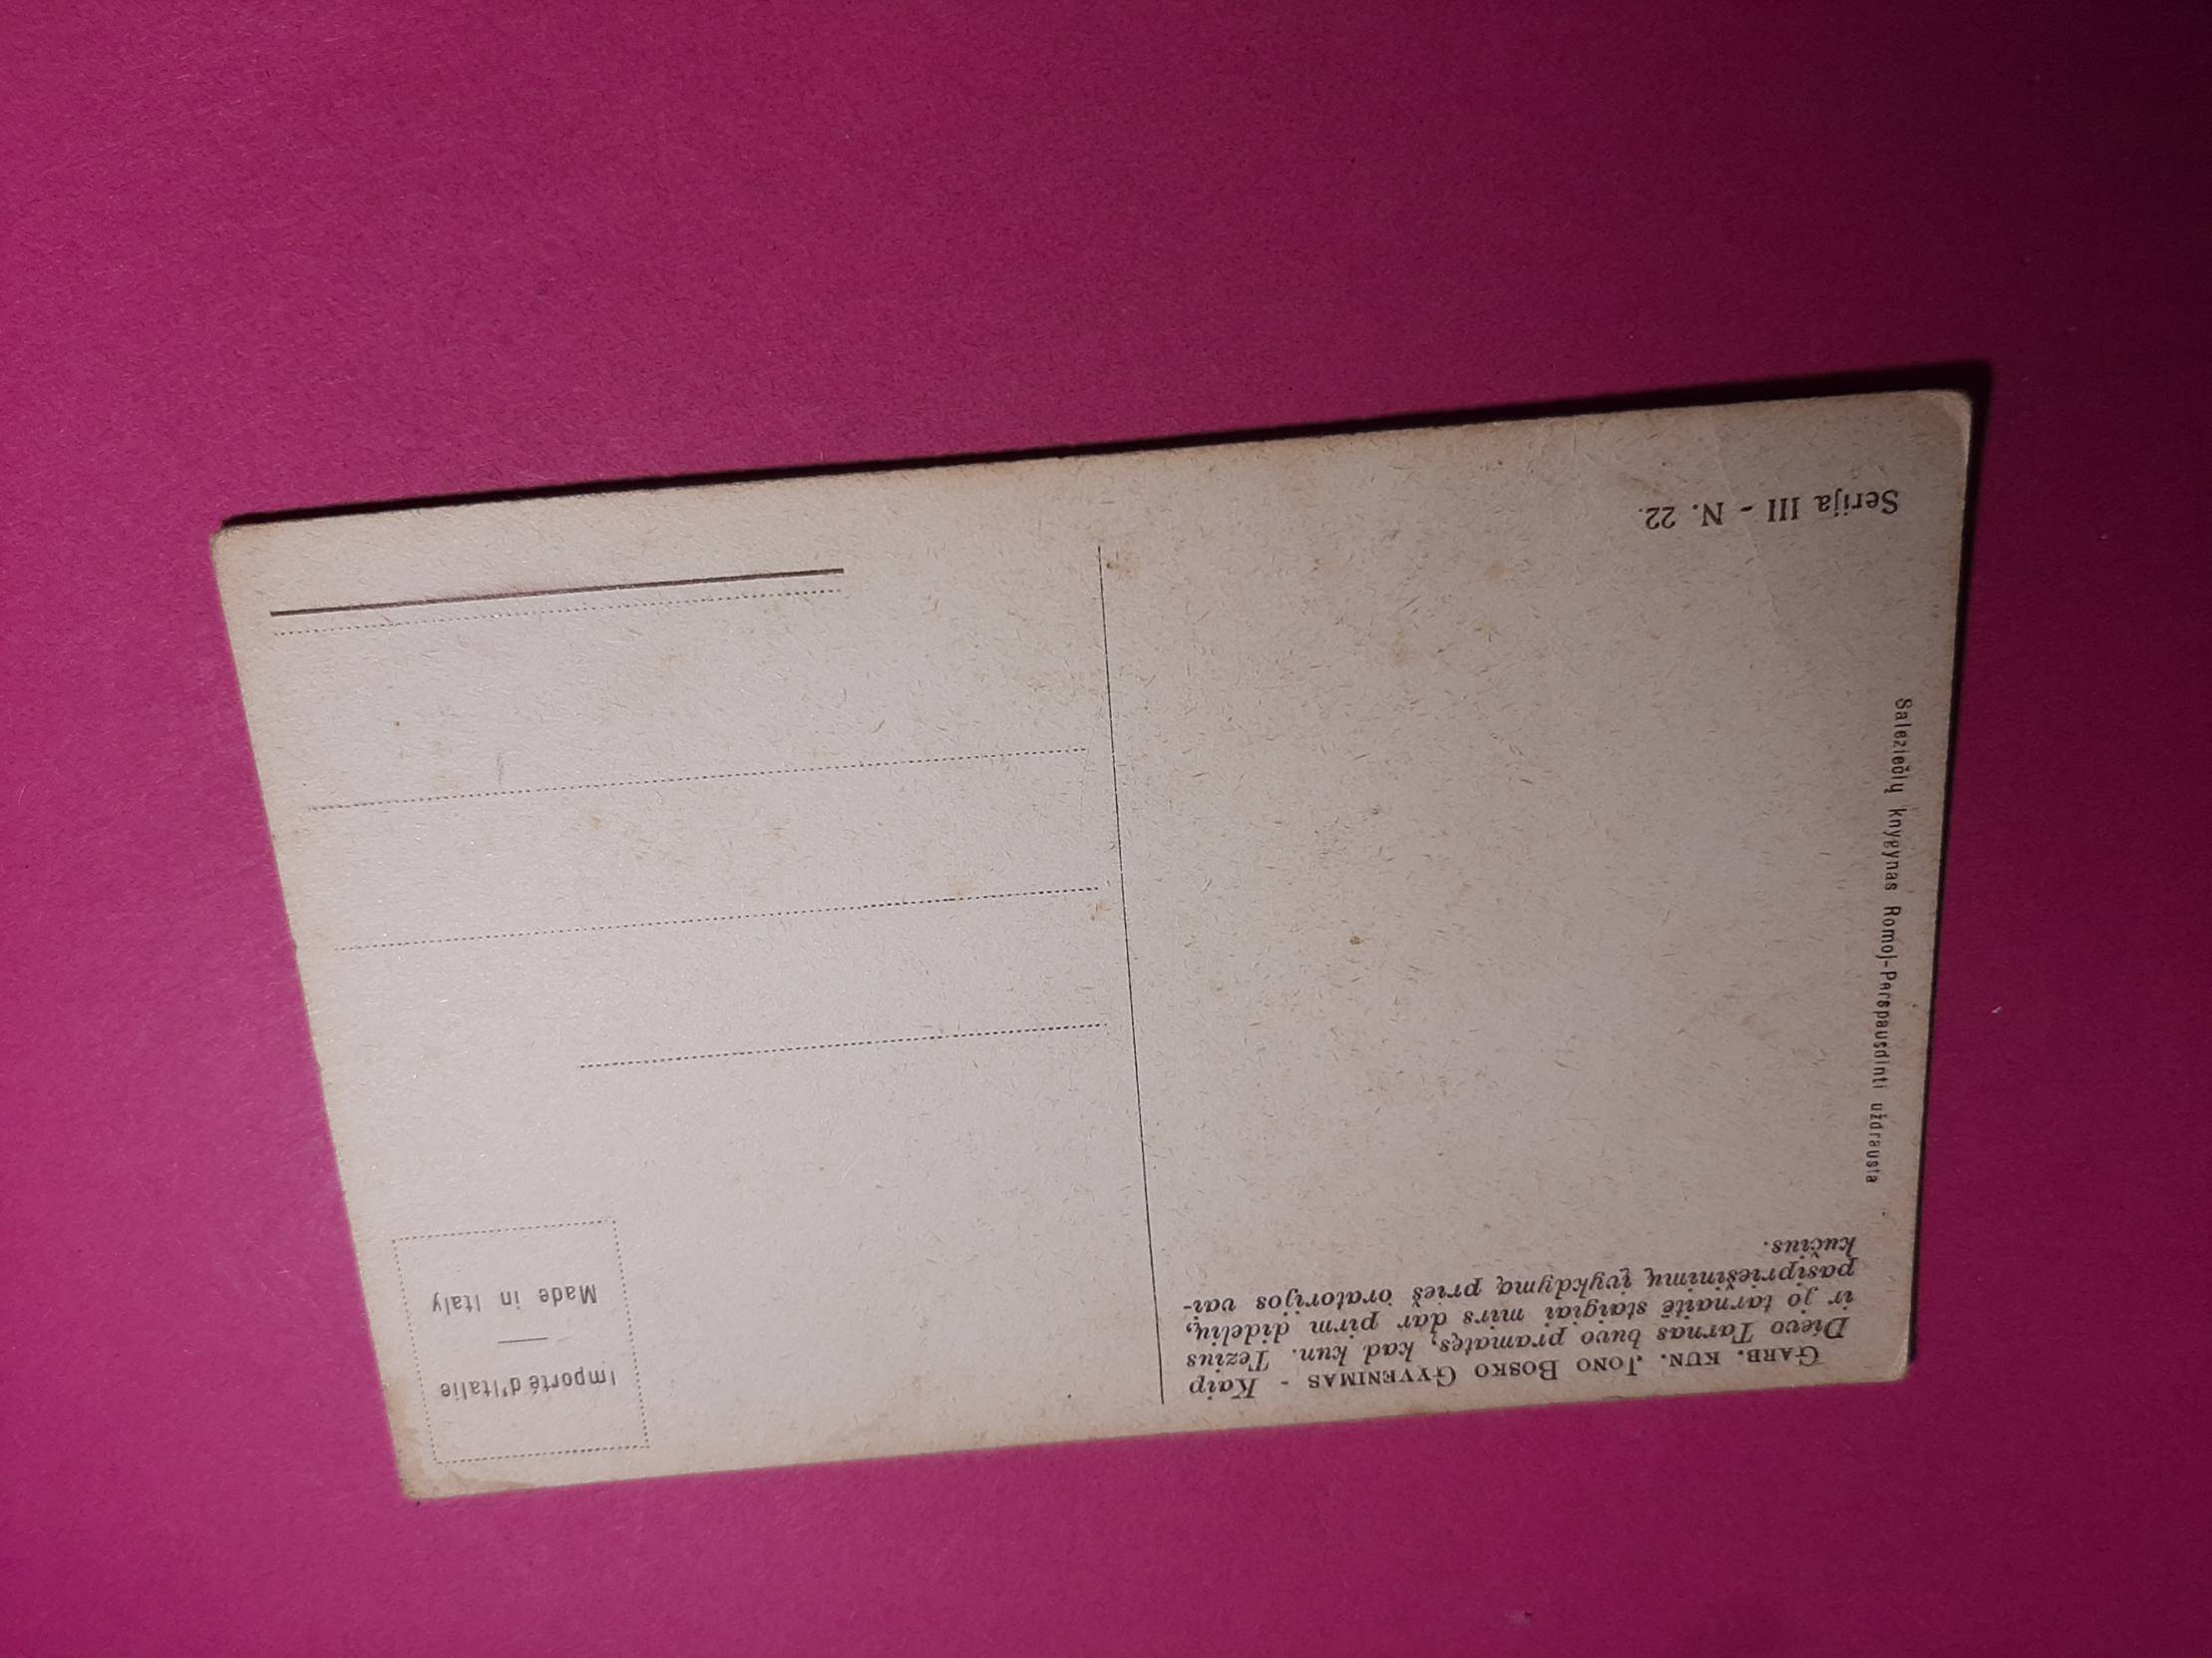 GARB. KUN. JONO BOSKO GYVENIMAS - Kaip
Dievo Tarnas buvo pramatęs, kad kun. Tezius
ir jo tarnaitė staigiai mirs dar pirm didelių,
pasipriešinimų įvykdymą prieš oratorijos vai-
kučius.
Importé d'Italie
Made in Italy
Saleziečių knygynas Romoj-Perspausdinti uždrausta
Serija III - N. 22.